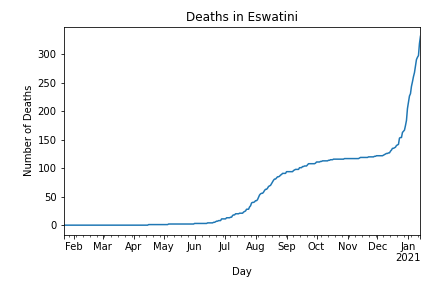 Deaths in Eswatini
Number of Deaths
300
250
200
150
100
50
0
Feb Mar Apr May Jun Jul Aug Sep Oct Nov Dec Jan
2021
Day